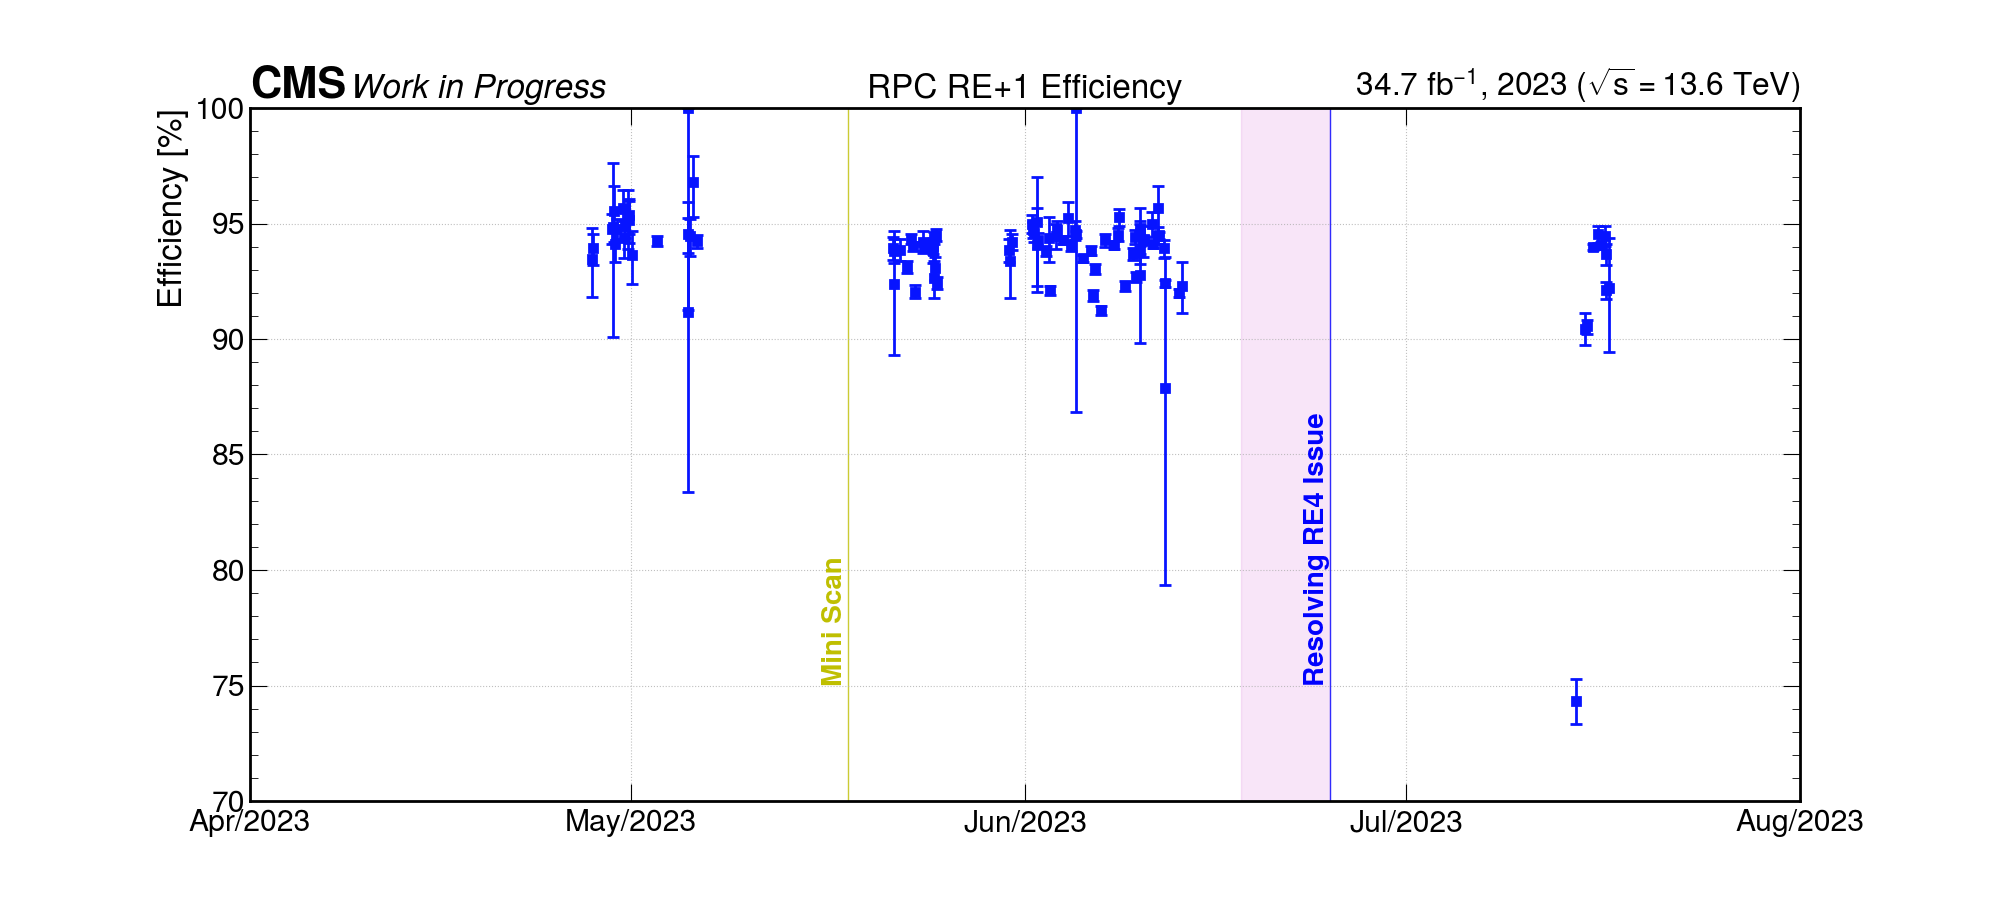 CMS Work in Progress RPC RE+1 Efficiency 34.7 fb⁻¹, 2023 (√s = 13.6 TeV)
Efficiency [%]
100
95
90
85
80
75
70
Mini Scan
Resolving RE4 Issue
Apr/2023 May/2023 Jun/2023 Jul/2023 Aug/2023